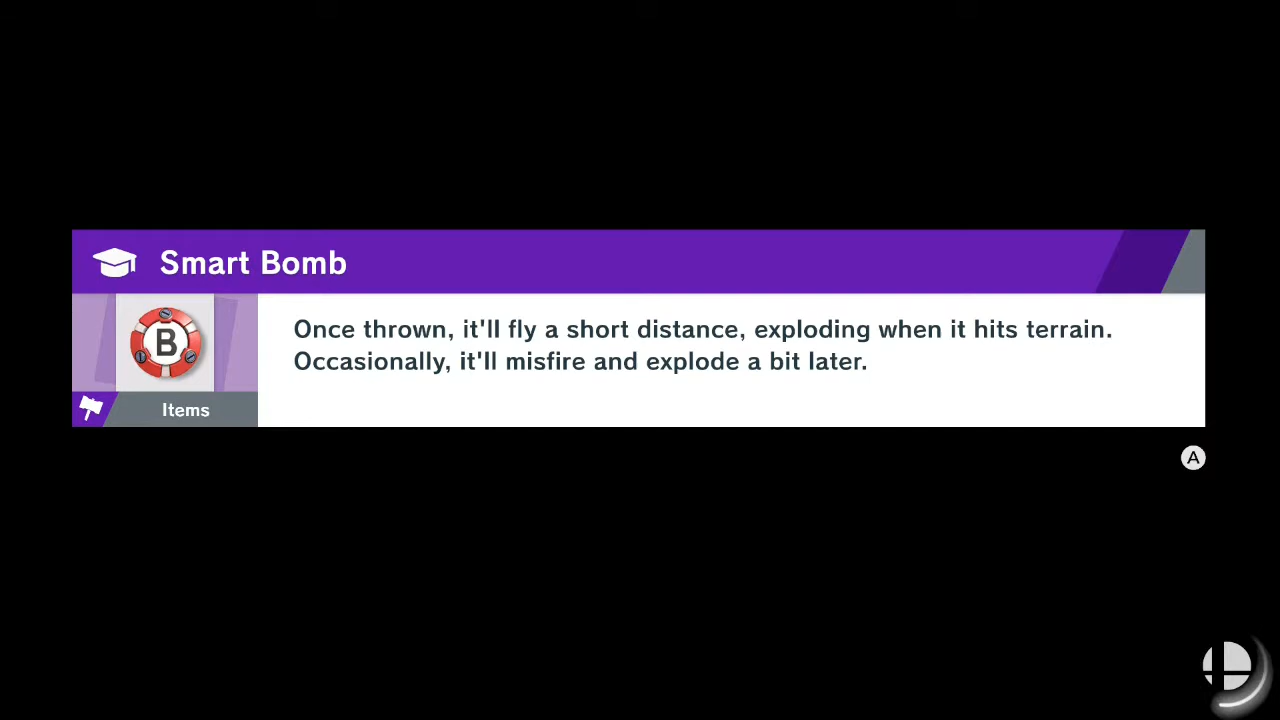 Smart Bomb
B
Once thrown, it'll fly a short distance, exploding when it hits terrain.
Occasionally, it'll misfire and explode a bit later.
Items
A